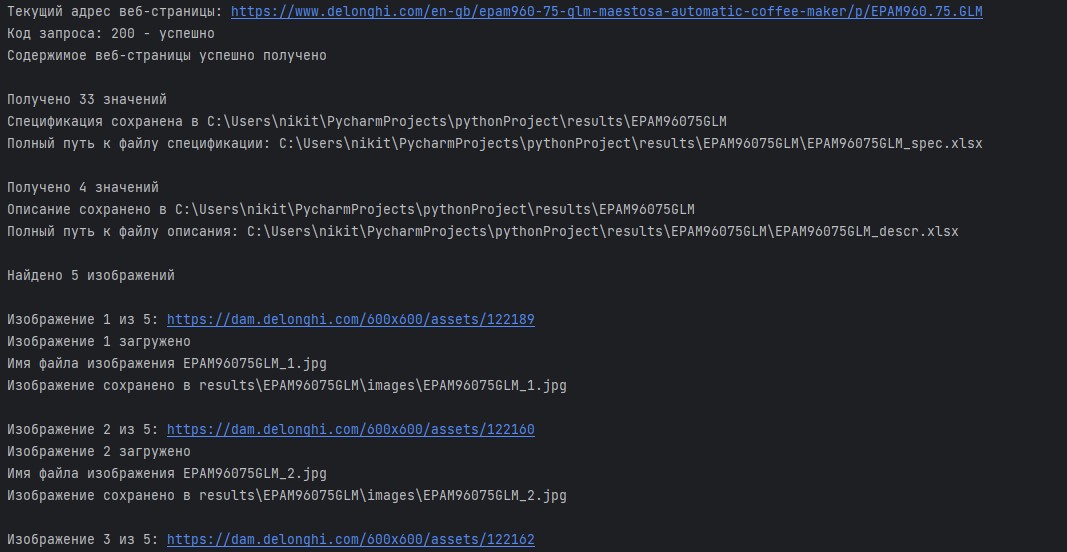 Текущий адрес веб-страницы: https://www.delonghi.com/en-gb/epam960-75-glm-maestosa-automatic-coffee-maker/p/EPAM960.75.GLM
Код запроса: 200 - успешно
Содержимое веб-страницы успешно получено
Получено 33 значений
Спецификация сохранена в C:\Users\nikit\PycharmProjects\pythonProject\results\EPAM96075GLM
Полный путь к файлу спецификации: C:\Users\nikit\PycharmProjects\pythonProject\results\EPAM96075GLM\EPAM96075GLM_spec.xlsx
Получено 4 значений
Описание сохранено в C:\Users\nikit\PycharmProjects\pythonProject\results\EPAM96075GLM
Полный путь к файлу описания: C:\Users\nikit\PycharmProjects\pythonProject\results\EPAM96075GLM\EPAM96075GLM_descr.xlsx
Найдено 5 изображений
Изображение 1 из 5: https://dam.delonghi.com/600x600/assets/122189
Изображение 1 загружено
Имя файла изображения EPAM96075GLM_1.jpg
Изображение сохранено в results\EPAM96075GLM\images\EPAM96075GLM_1.jpg
Изображение 2 из 5: https://dam.delonghi.com/600x600/assets/122160
Изображение 2 загружено
Имя файла изображения EPAM96075GLM_2.jpg
Изображение сохранено в results\EPAM96075GLM\images\EPAM96075GLM_2.jpg
Изображение 3 из 5: https://dam.delonghi.com/600x600/assets/122162